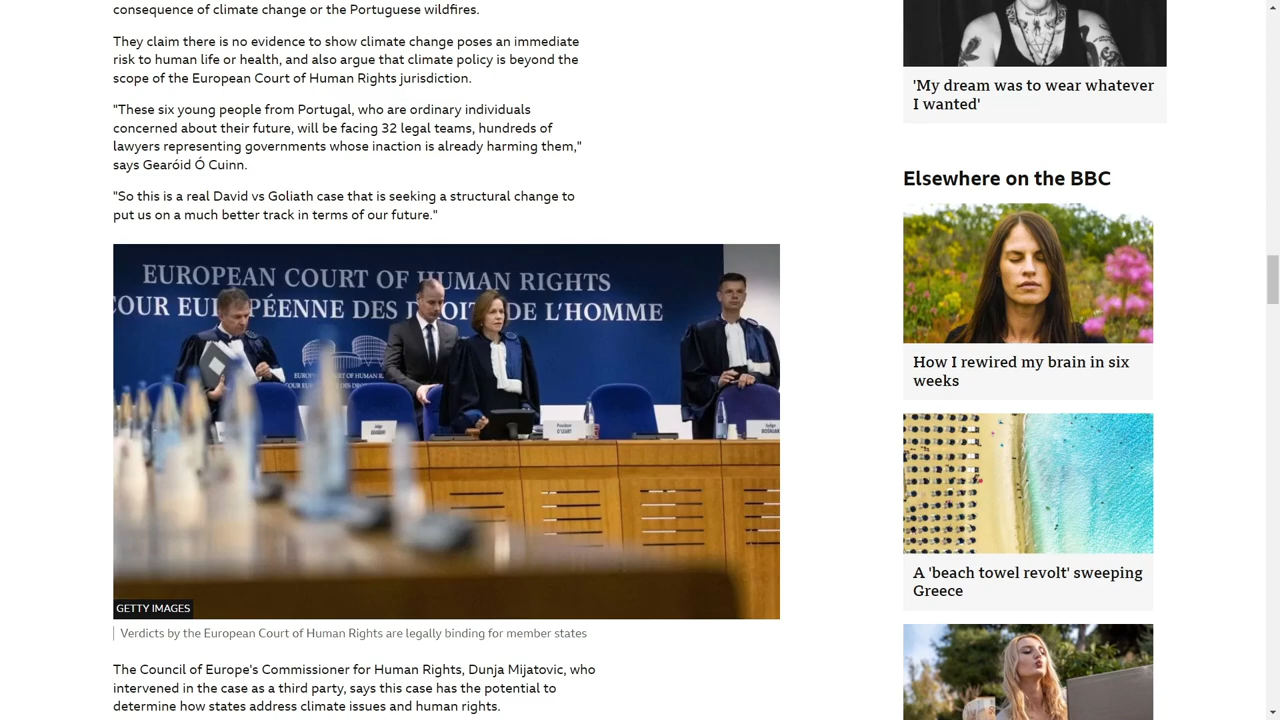 consequence of climate change or the Portuguese wildfires.
They claim there is no evidence to show climate change poses an immediate
risk to human life or health, and also argue that climate policy is beyond the
scope of the European Court of Human Rights jurisdiction.
"These six young people from Portugal, who are ordinary individuals
concerned about their future, will be facing 32 legal teams, hundreds of
lawyers representing governments whose inaction is already harming them,"
says Gearóid Ó Cuinn.
"So this is a real David vs Goliath case that is seeking a structural change to
put us on a much better track in terms of our future."
EUROPEAN COURT OF HUMAN RIGHTS
COUR EUROPÉENNE DES DROITS DE L'HOMME
President
O'LEARY
Judge
GETTY IMAGES
Verdicts by the European Court of Human Rights are legally binding for member states
The Council of Europe's Commissioner for Human Rights, Dunja Mijatovic, who
intervened in the case as a third party, says this case has the potential to
determine how states address climate issues and human rights.
'My dream was to wear whatever
I wanted'
Elsewhere on the BBC
How I rewired my brain in six
weeks
A 'beach towel revolt' sweeping
Greece